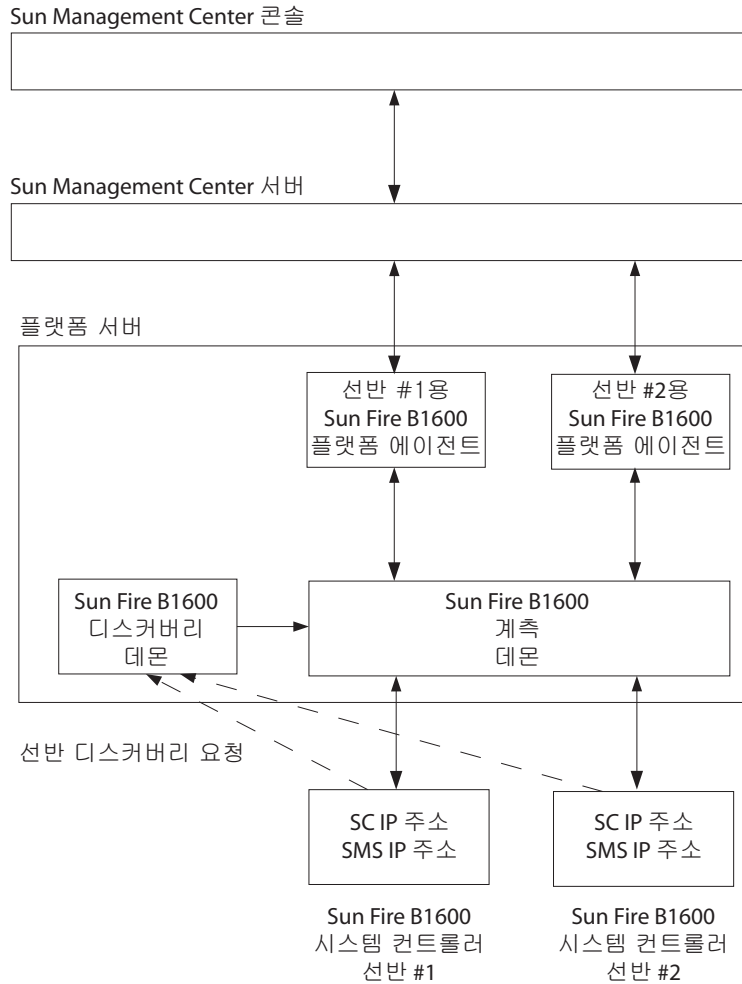 Sun Management Center 콘솔
Sun Management Center 서버
플랫폼 서버
선반 #1용
Sun Fire B1600
플랫폼 에이전트
선반 #2용
Sun Fire B1600
플랫폼 에이전트
Sun Fire B1600
디스커버리
데몬
Sun Fire B1600
계측
데몬
선반 디스커버리 요청
SC IP 주소
SMS IP 주소
SC IP 주소
SMS IP 주소
Sun Fire B1600
시스템 컨트롤러
선반 #1
Sun Fire B1600
시스템 컨트롤러
선반 #2